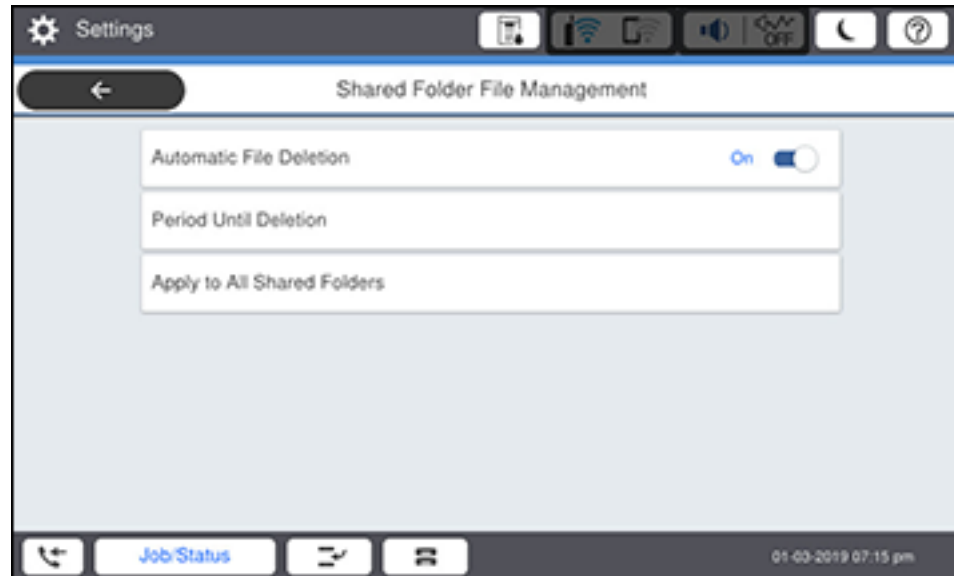 Settings
OFF
Shared Folder File Management
Automatic File Deletion On
Period Until Deletion
Apply to All Shared Folders
Job/Status
01-03-2019 07:15 pm